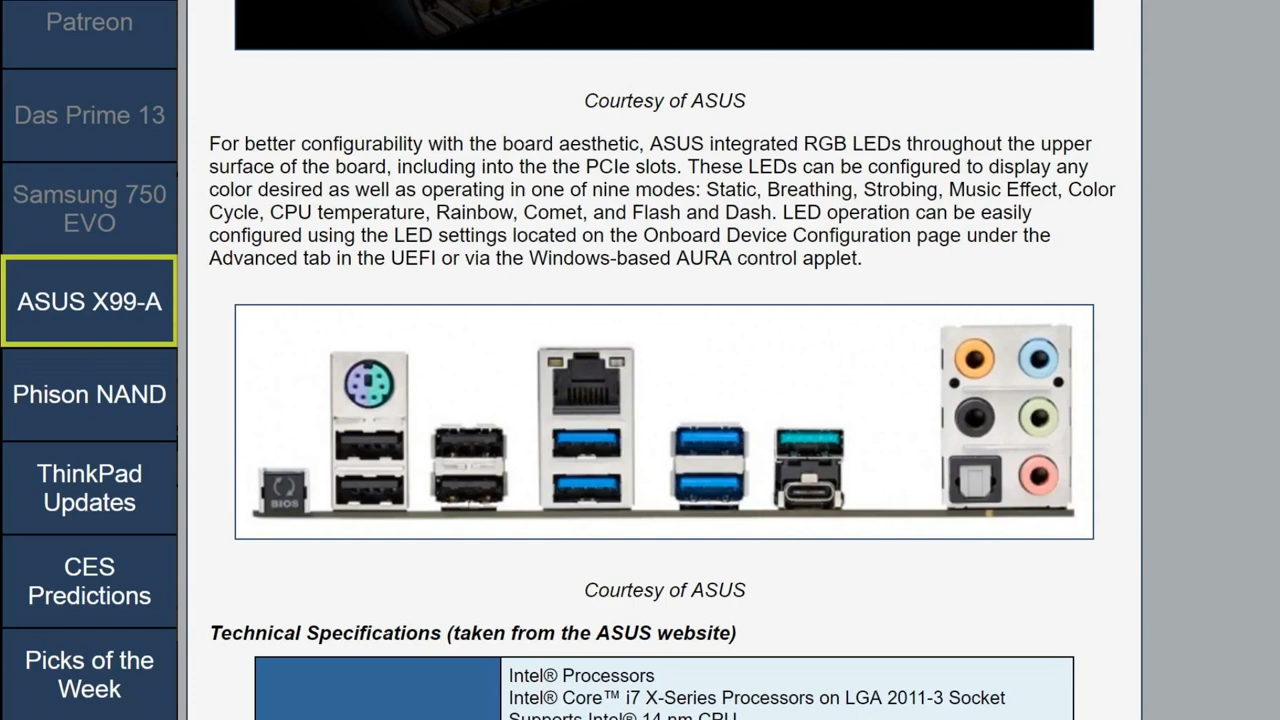 Patreon
Das Prime 13
Samsung 750
EVO
ASUS X99-A
Phison NAND
ThinkPad
Updates
CES
Predictions
Picks of the
Week
Courtesy of ASUS
For better configurability with the board aesthetic, ASUS integrated RGB LEDs throughout the upper
surface of the board, including into the the PCIe slots. These LEDs can be configured to display any
color desired as well as operating in one of nine modes: Static, Breathing, Strobing, Music Effect, Color
Cycle, CPU temperature, Rainbow, Comet, and Flash and Dash. LED operation can be easily
configured using the LED settings located on the Onboard Device Configuration page under the
Advanced tab in the UEFI or via the Windows-based AURA control applet.
BIOS
Courtesy of ASUS
Technical Specifications (taken from the ASUS website)
Intel® Processors
Intel® Core™ i7 X-Series Processors on LGA 2011-3 Socket
Supports Intel® 14 nm CPU